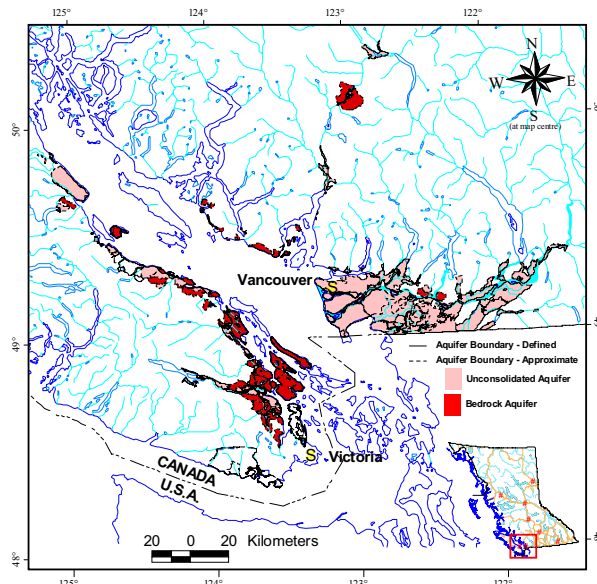 125° 124° 123° 122°
N
W E
S
(at map centre)
50°
Vancouver S
49°
Aquifer Boundary - Defined
Aquifer Boundary - Approximate
Unconsolidated Aquifer
Bedrock Aquifer
S Victoria
CANADA
U.S.A.
20 0 20 Kilometers
48°
125° 124° 123° 122°